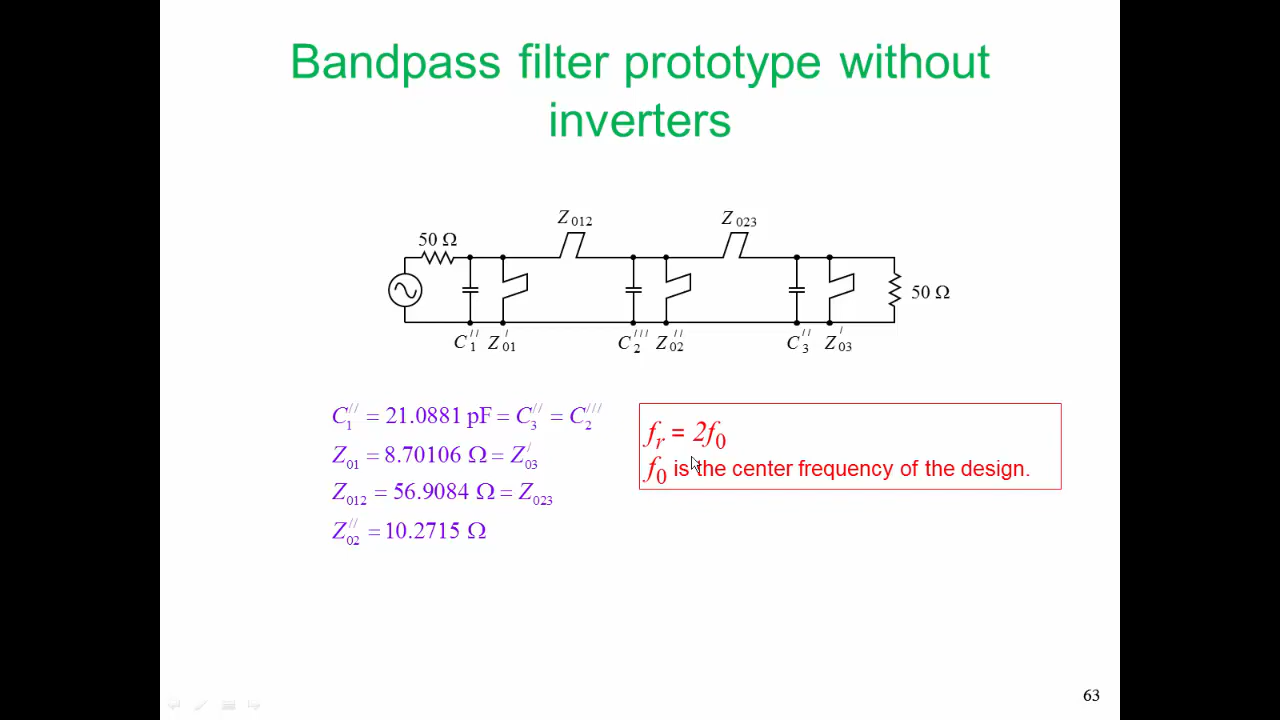 Bandpass filter prototype without
inverters
Z₀₁₂ Z₀₂₃
50 Ω
50 Ω
C₁′′ Z₀₁′ C₂′′′ Z₀₂′′ C₃′′ Z₀₃′
C₁′′ = 21.0881 pF = C₃′′ = C₂′′′
Z₀₁ = 8.70106 Ω = Z₀₃′
Z₀₁₂ = 56.9084 Ω = Z₀₂₃
Z₀₂′′ = 10.2715 Ω
fᵣ = 2f₀
f₀ is the center frequency of the design.
63